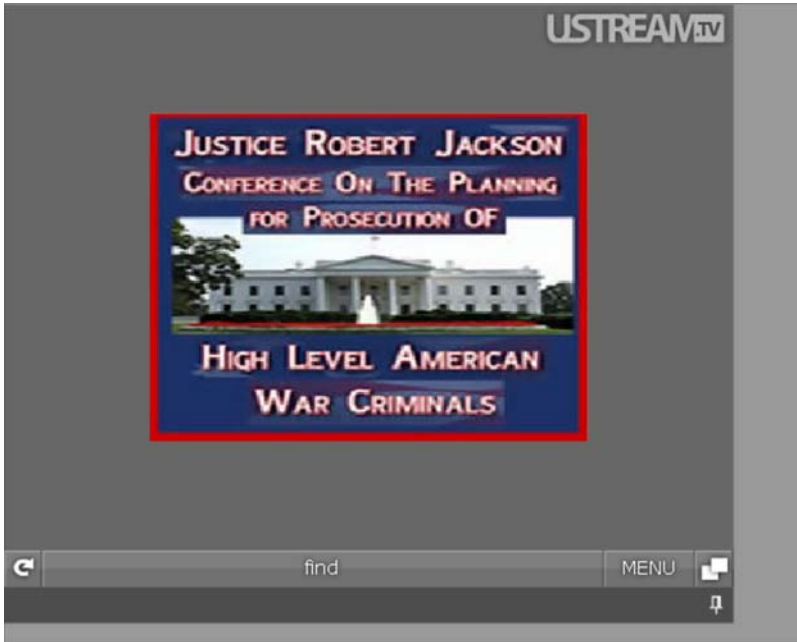 USTREAM.TV
JUSTICE ROBERT JACKSON
CONFERENCE ON THE PLANNING
FOR PROSECUTION OF
HIGH LEVEL AMERICAN
WAR CRIMINALS
find MENU